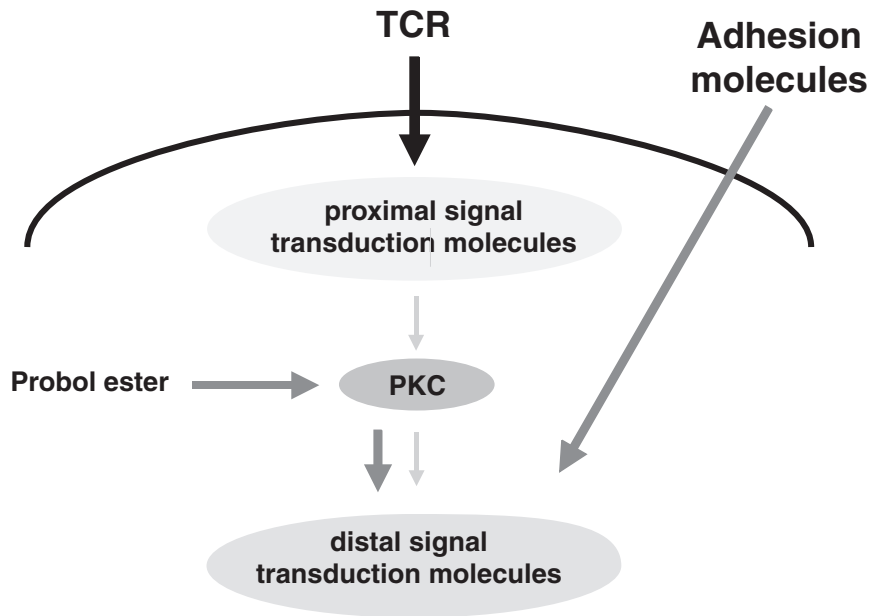 TCR
Adhesion
molecules
proximal signal
transduction molecules
Probol ester
PKC
distal signal
transduction molecules